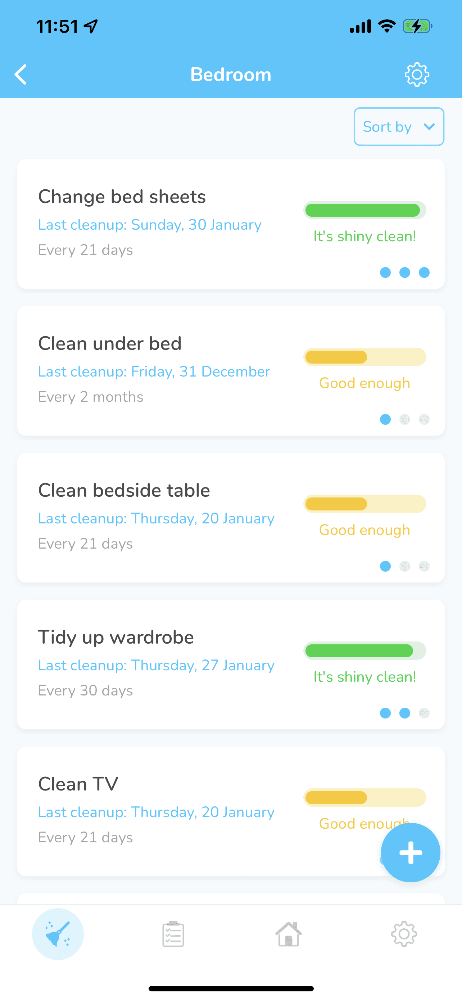 11:51
Bedroom
Sort by
Change bed sheets
Last cleanup: Sunday, 30 January
Every 21 days
It's shiny clean!
Clean under bed
Last cleanup: Friday, 31 December
Every 2 months
Good enough
Clean bedside table
Last cleanup: Thursday, 20 January
Every 21 days
Good enough
Tidy up wardrobe
Last cleanup: Thursday, 27 January
Every 30 days
It's shiny clean!
Clean TV
Last cleanup: Thursday, 20 January
Every 21 days
Good enough